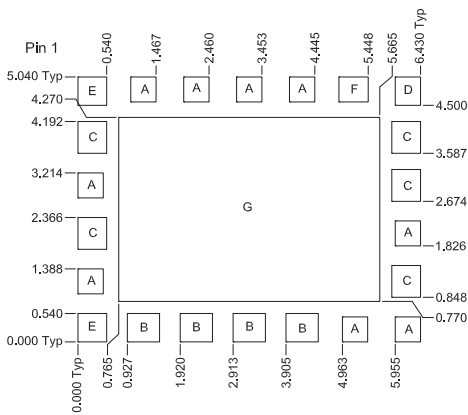 Pin 1
0.540
1.467
2.460
3.453
4.445
5.448
5.665
6.430 Typ
5.040 Typ
E
A
A
A
A
F
D
4.270
4.500
4.192
C
C
3.587
3.214
A
C
G
2.674
2.366
C
A
1.826
1.388
A
C
0.848
0.770
0.540
E
B
B
B
B
A
A
0.000 Typ
0.000 Typ
0.765
0.927
1.920
2.913
3.905
4.963
5.955